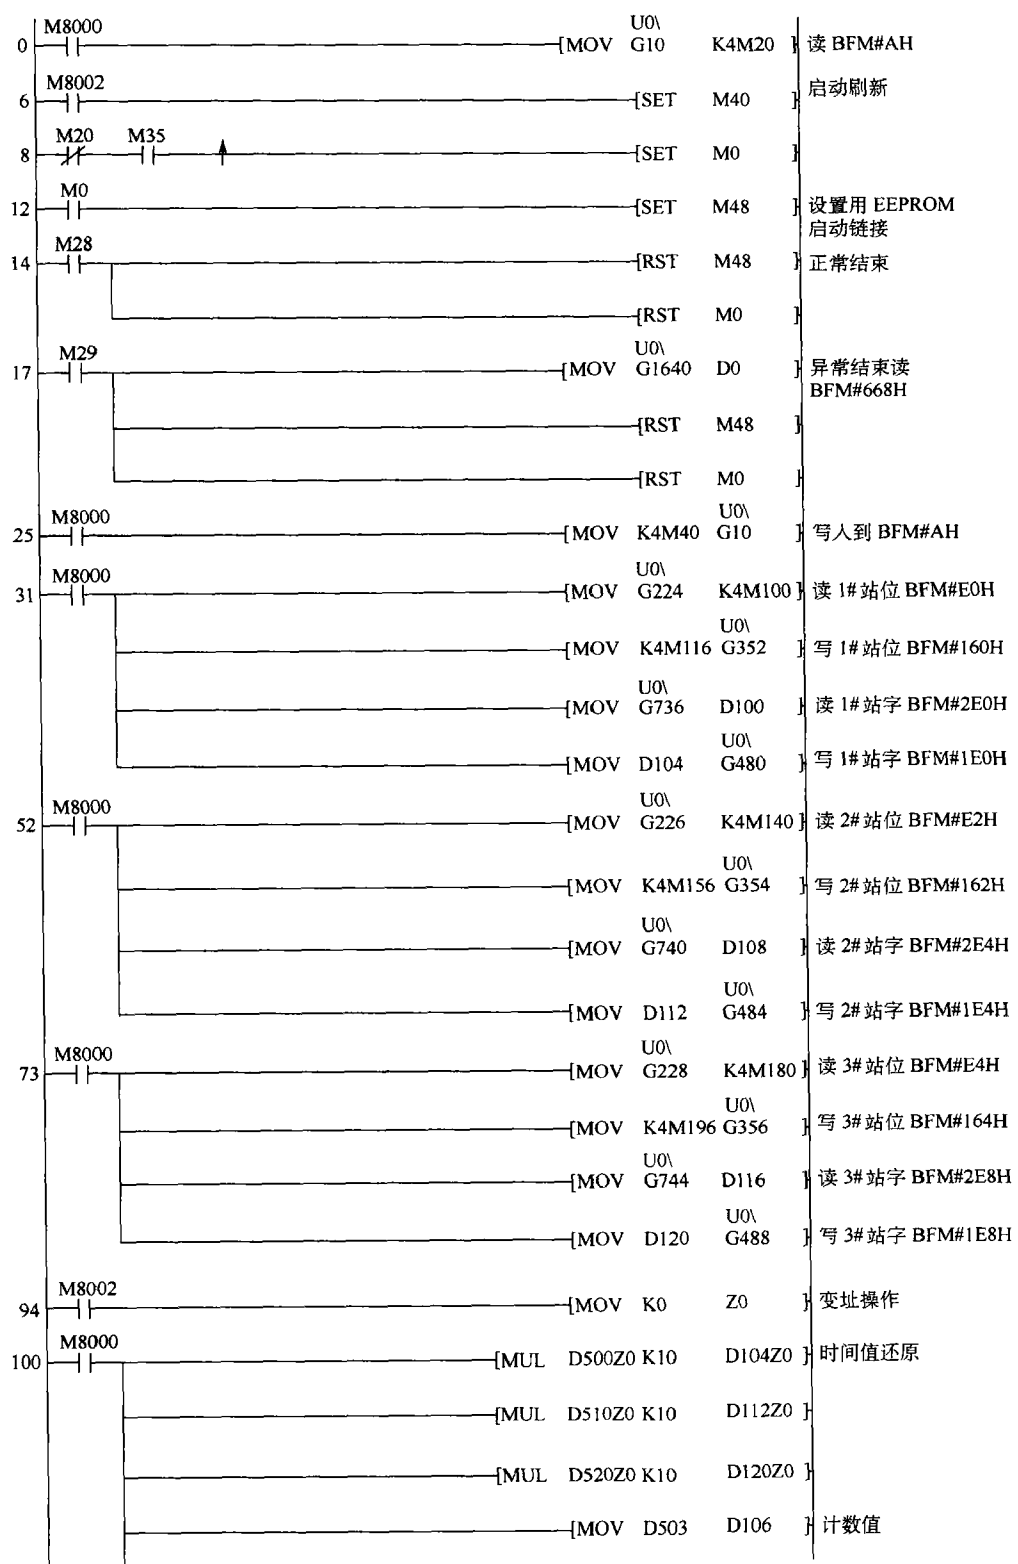 M8000
U0\
0 [MOV G10 K4M20 ] 读 BFM#AH
M8002
启动刷新
6 [SET M40 ]
M20 M35
8 [SET M0 ]
M0
12 [SET M48 ] 设置用 EEPROM
启动链接
M28
14 [RST M48 ] 正常结束
[RST M0 ]
M29
U0\
17 [MOV G1640 D0 ] 异常结束读
BFM#668H
[RST M48 ]
[RST M0 ]
M8000
U0\
25 [MOV K4M40 G10 ] 写人到 BFM#AH
M8000
U0\
31 [MOV G224 K4M100 ] 读 1#站位 BFM#E0H
U0\
[MOV K4M116 G352 ] 写 1#站位 BFM#160H
U0\
[MOV G736 D100 ] 读 1#站字 BFM#2E0H
U0\
[MOV D104 G480 ] 写 1#站字 BFM#1E0H
M8000
U0\
52 [MOV G226 K4M140 ] 读 2#站位 BFM#E2H
U0\
[MOV K4M156 G354 ] 写 2#站位 BFM#162H
U0\
[MOV G740 D108 ] 读 2#站字 BFM#2E4H
U0\
[MOV D112 G484 ] 写 2#站字 BFM#1E4H
M8000
U0\
73 [MOV G228 K4M180 ] 读 3#站位 BFM#E4H
U0\
[MOV K4M196 G356 ] 写 3#站位 BFM#164H
U0\
[MOV G744 D116 ] 读 3#站字 BFM#2E8H
U0\
[MOV D120 G488 ] 写 3#站字 BFM#1E8H
M8002
94 [MOV K0 Z0 ] 变址操作
M8000
100 [MUL D500Z0 K10 D104Z0 ] 时间值还原
[MUL D510Z0 K10 D112Z0 ]
[MUL D520Z0 K10 D120Z0 ]
[MOV D503 D106 ] 计数值